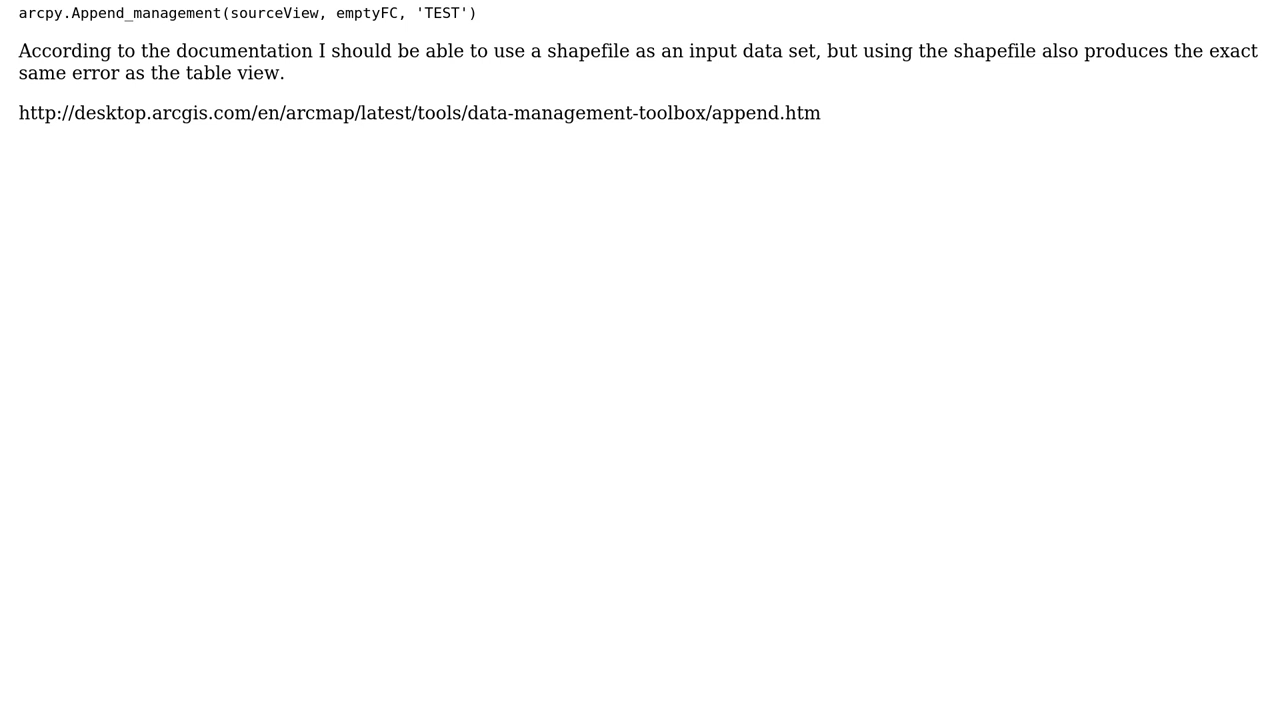 arcpy.Append_management(sourceView, emptyFC, 'TEST')
According to the documentation I should be able to use a shapefile as an input data set, but using the shapefile also produces the exact
same error as the table view.
http://desktop.arcgis.com/en/arcmap/latest/tools/data-management-toolbox/append.htm